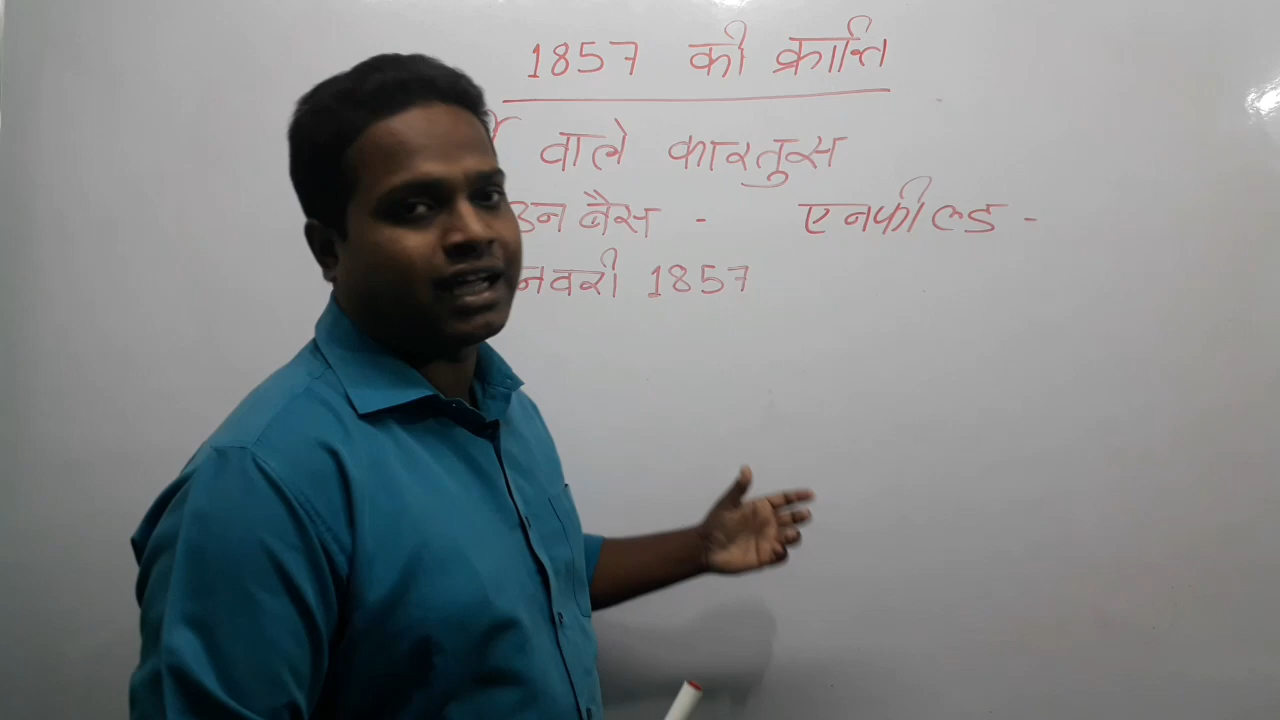 1857 की क्रान्ति
वाले कारतुस
उन बैस - एनफील्ड -
नवरी 1857